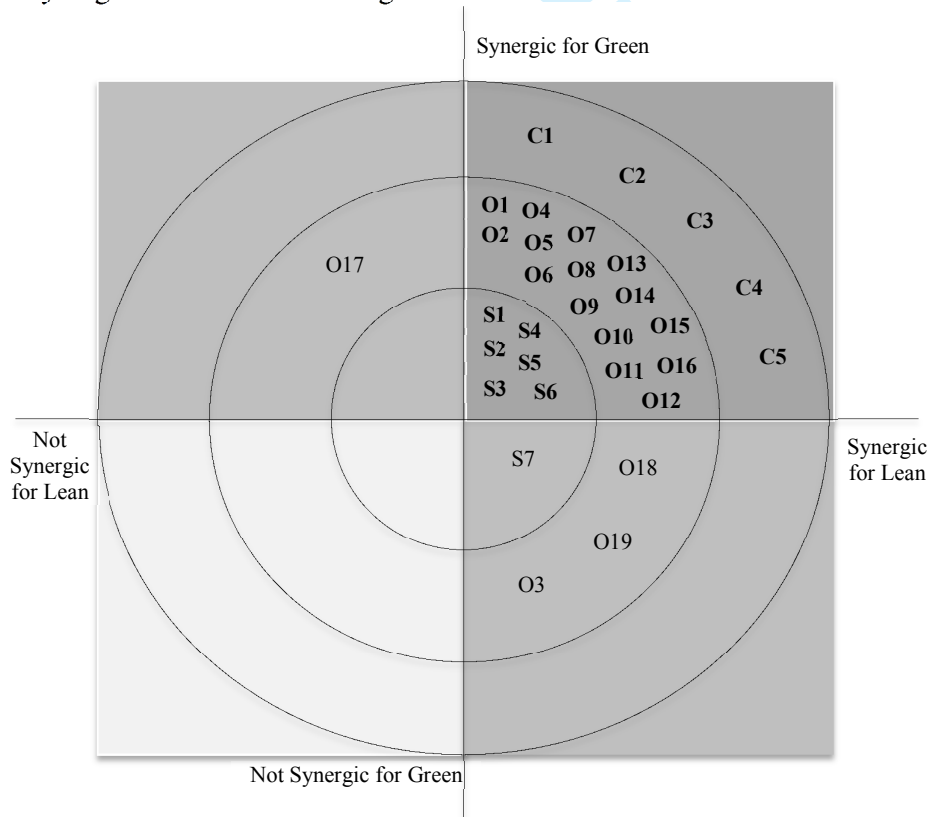 Synergic for Green
C1
C2
O1 O4 C3
O2 O5 O7
O17 O6 O8 O13
O9 O14 C4
S1 S4 O10 O15
S2 S5 O11 O16 C5
S3 S6 O12
Not
Synergic
for Lean
Synergic
for Lean
S7 O18
O19
O3
Not Synergic for Green